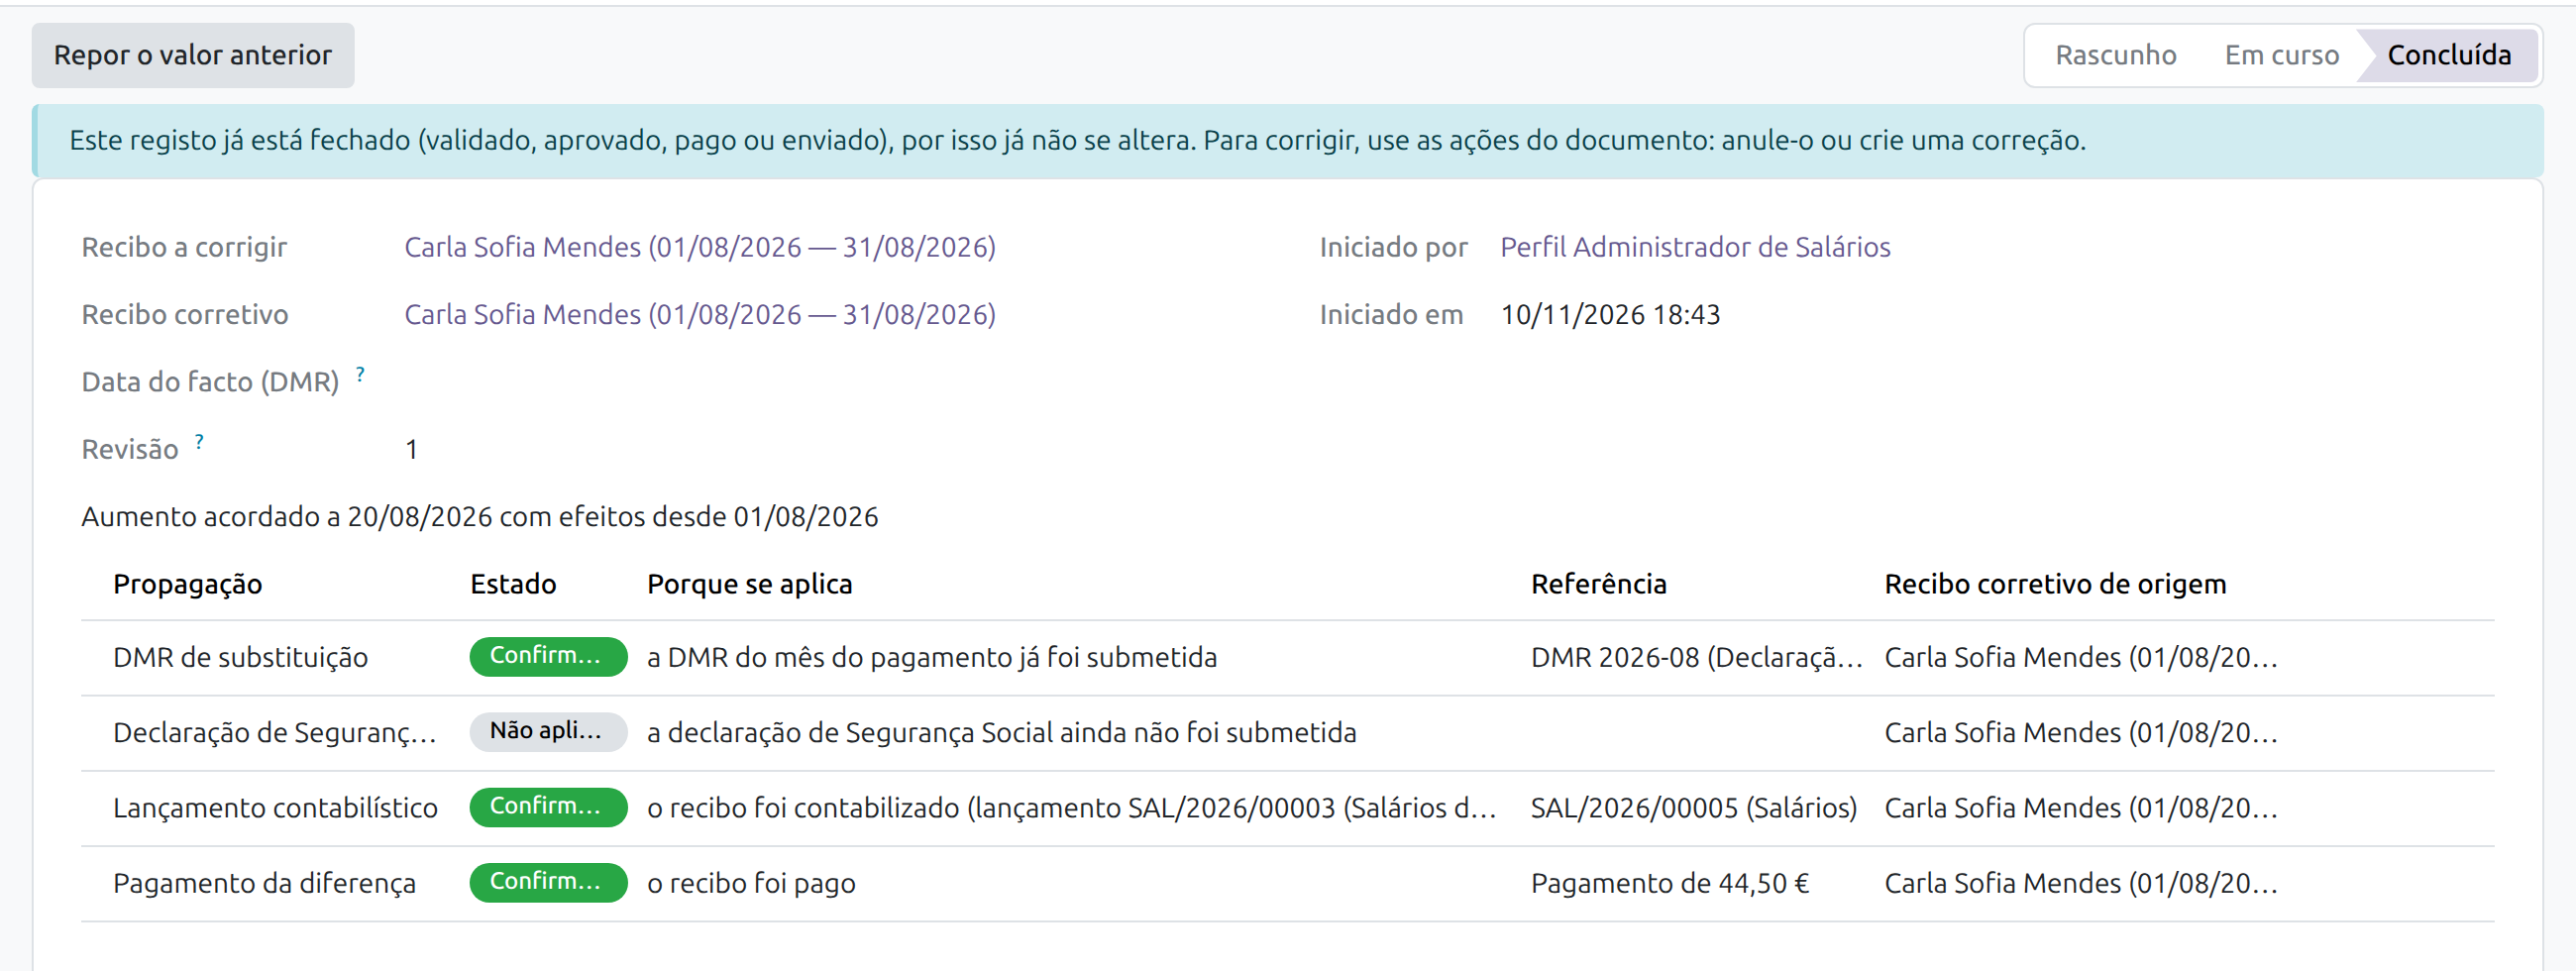 Repor o valor anterior
Rascunho Em curso Concluída
Este registo já está fechado (validado, aprovado, pago ou enviado), por isso já não se altera. Para corrigir, use as ações do documento: anule-o ou crie uma correção.
Recibo a corrigir Carla Sofia Mendes (01/08/2026 — 31/08/2026) Iniciado por Perfil Administrador de Salários
Recibo corretivo Carla Sofia Mendes (01/08/2026 — 31/08/2026) Iniciado em 10/11/2026 18:43
Data do facto (DMR) ?
Revisão ? 1
Aumento acordado a 20/08/2026 com efeitos desde 01/08/2026
Propagação Estado Porque se aplica Referência Recibo corretivo de origem
DMR de substituição Confirm... a DMR do mês do pagamento já foi submetida DMR 2026-08 (Declaraçã... Carla Sofia Mendes (01/08/20...
Declaração de Seguranç... Não apli... a declaração de Segurança Social ainda não foi submetida Carla Sofia Mendes (01/08/20...
Lançamento contabilístico Confirm... o recibo foi contabilizado (lançamento SAL/2026/00003 (Salários d... SAL/2026/00005 (Salários) Carla Sofia Mendes (01/08/20...
Pagamento da diferença Confirm... o recibo foi pago Pagamento de 44,50 € Carla Sofia Mendes (01/08/20...